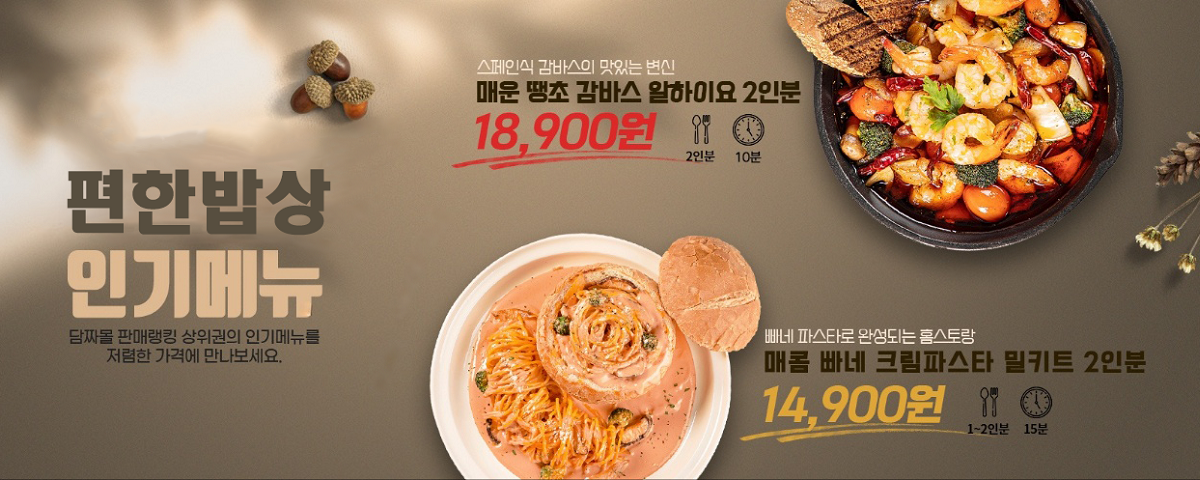 편한밥상
인기메뉴
담짜몰 판매랭킹 상위권의 인기메뉴를
저렴한 가격에 만나보세요.
스페인식 감바스의 맛있는 변신
매운 땡초 감바스 알하이요 2인분
18,900원
2인분
10분
빠네 파스타로 완성되는 홈스토랑
매콤 빠네 크림파스타 밀키트 2인분
14,900원
1~2인분
15분